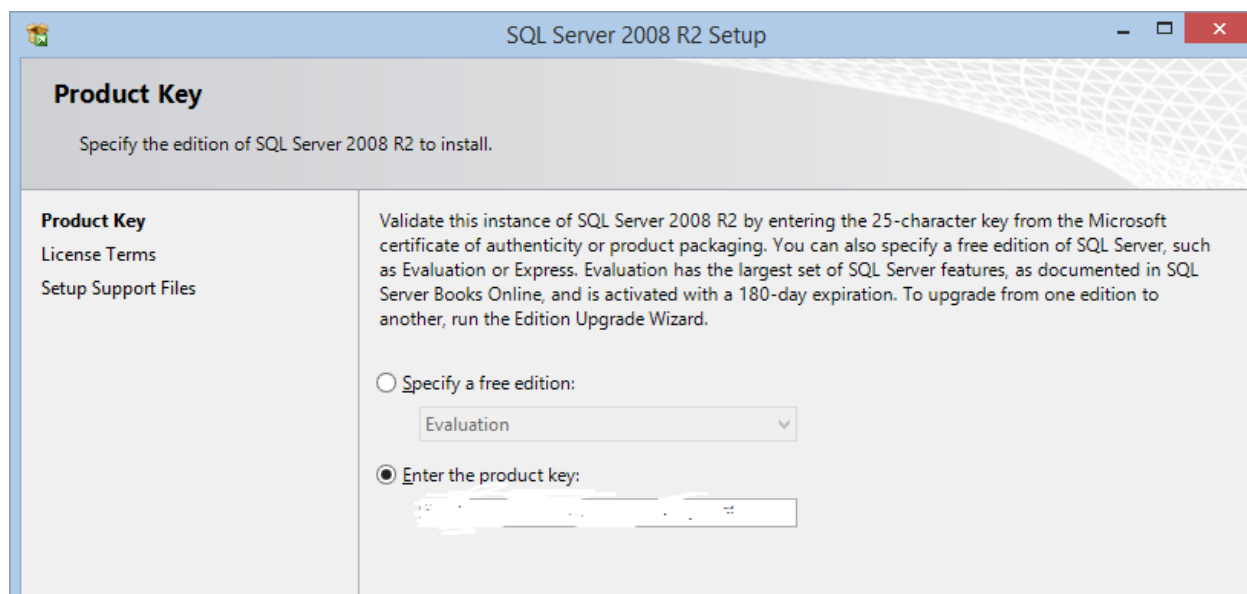 SQL Server 2008 R2 Setup
Product Key
Specify the edition of SQL Server 2008 R2 to install.
Product Key
License Terms
Setup Support Files
Validate this instance of SQL Server 2008 R2 by entering the 25-character key from the Microsoft
certificate of authenticity or product packaging. You can also specify a free edition of SQL Server, such
as Evaluation or Express. Evaluation has the largest set of SQL Server features, as documented in SQL
Server Books Online, and is activated with a 180-day expiration. To upgrade from one edition to
another, run the Edition Upgrade Wizard.
Specify a free edition:
Evaluation
Enter the product key: